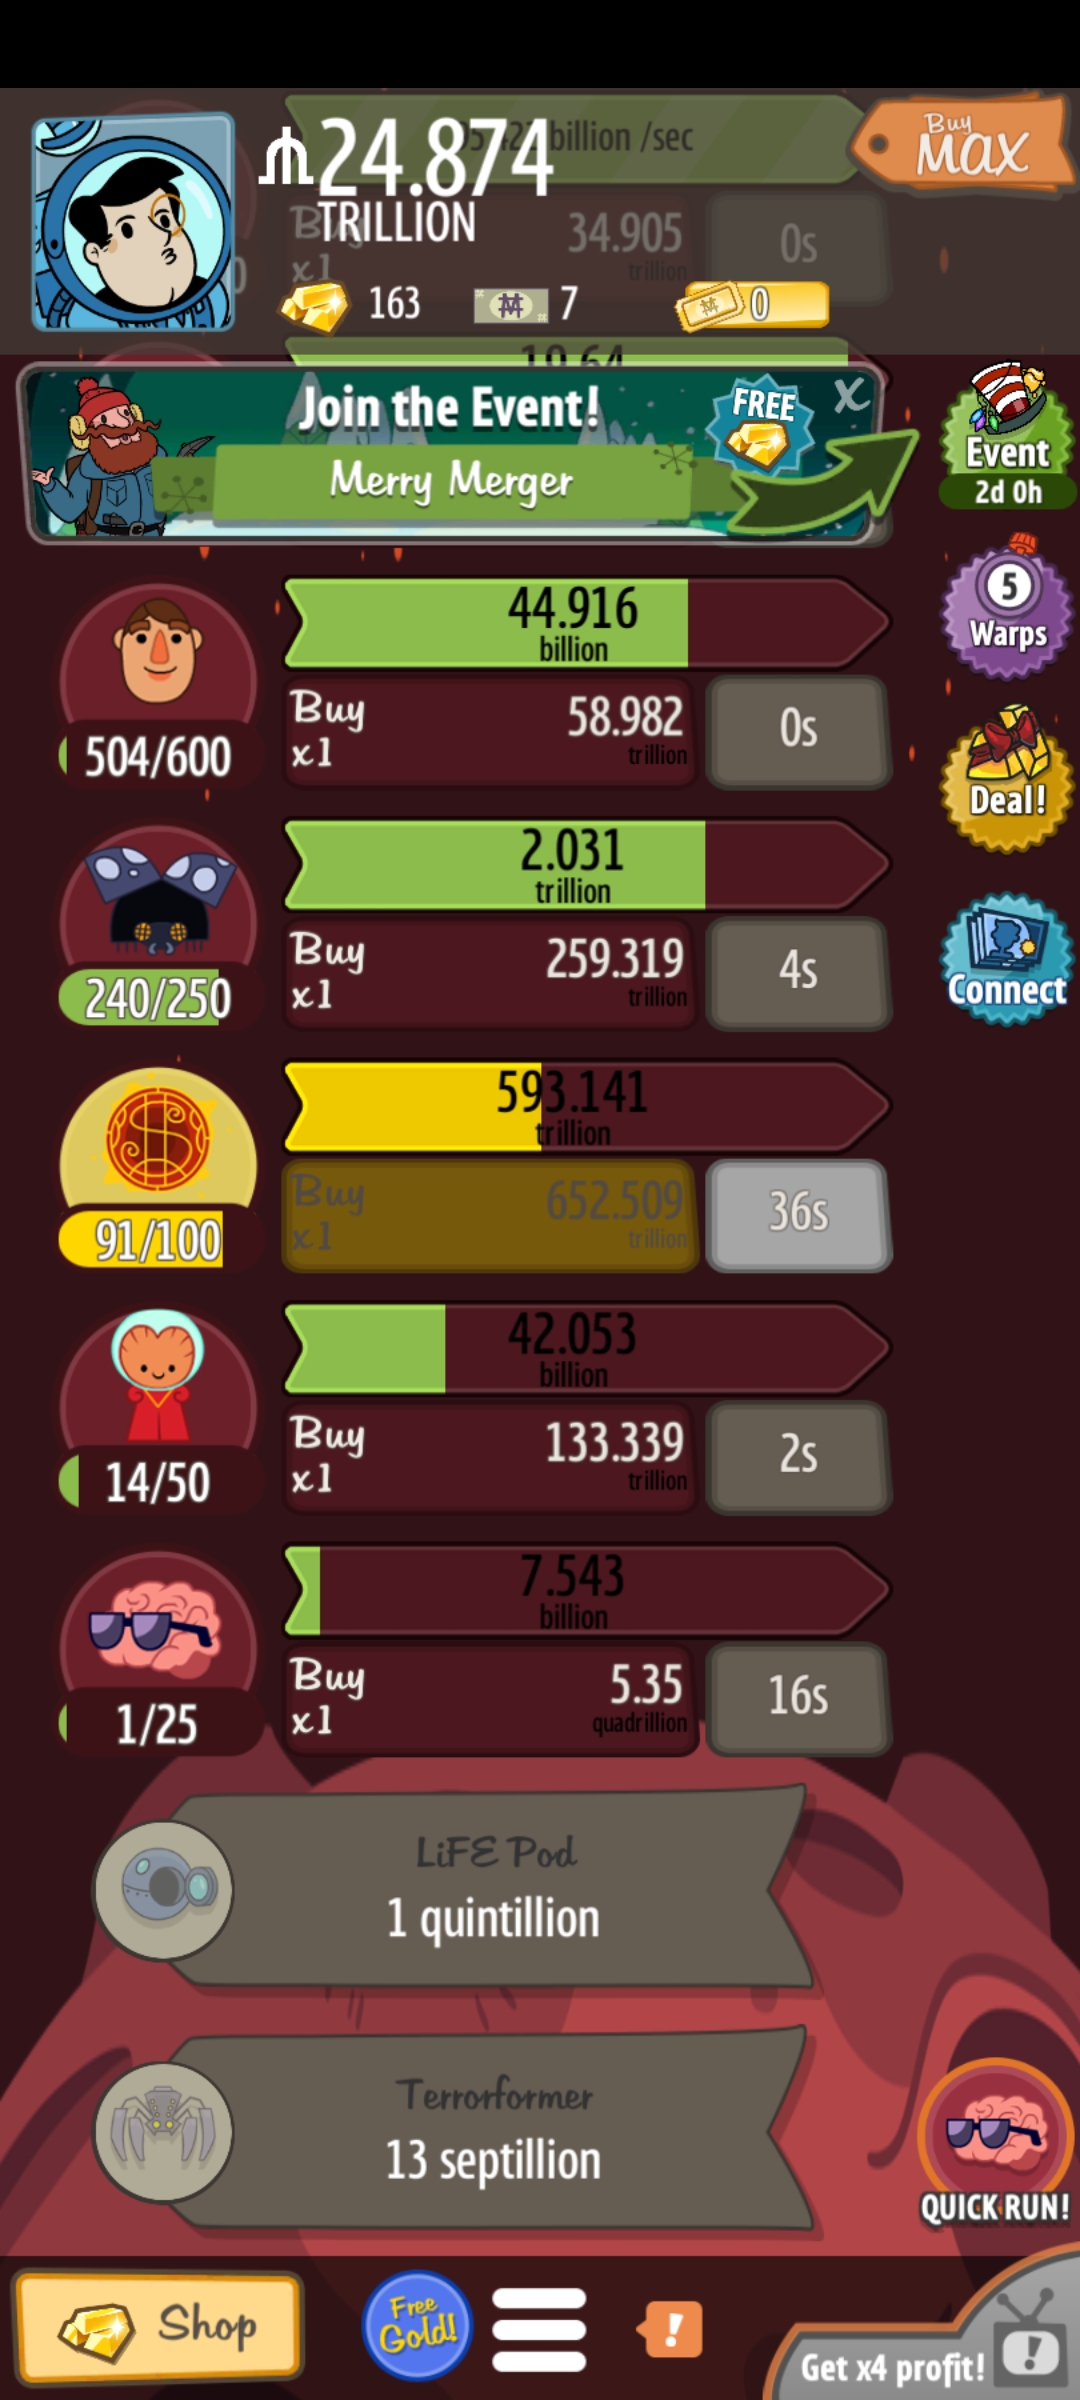 billion /sec
Buy
MAX
24.874
TRILLION
Buy
x1
34.905
trillion
0s
163
7
0
19.64
Join the Event!
Merry Merger
FREE
X
Event
2d 0h
44.916
billion
504/600
Buy
x1
58.982
trillion
0s
5
Warps
2.031
trillion
240/250
Buy
x1
259.319
trillion
4s
Deal!
Connect
593.141
trillion
91/100
Buy
x1
652.509
trillion
36s
42.053
billion
14/50
Buy
x1
133.339
trillion
2s
7.543
billion
1/25
Buy
x1
5.35
quadrillion
16s
LiFE Pod
1 quintillion
Terrorformer
13 septillion
QUICK RUN!
Shop
Free
Gold!
!
Get x4 profit!
!